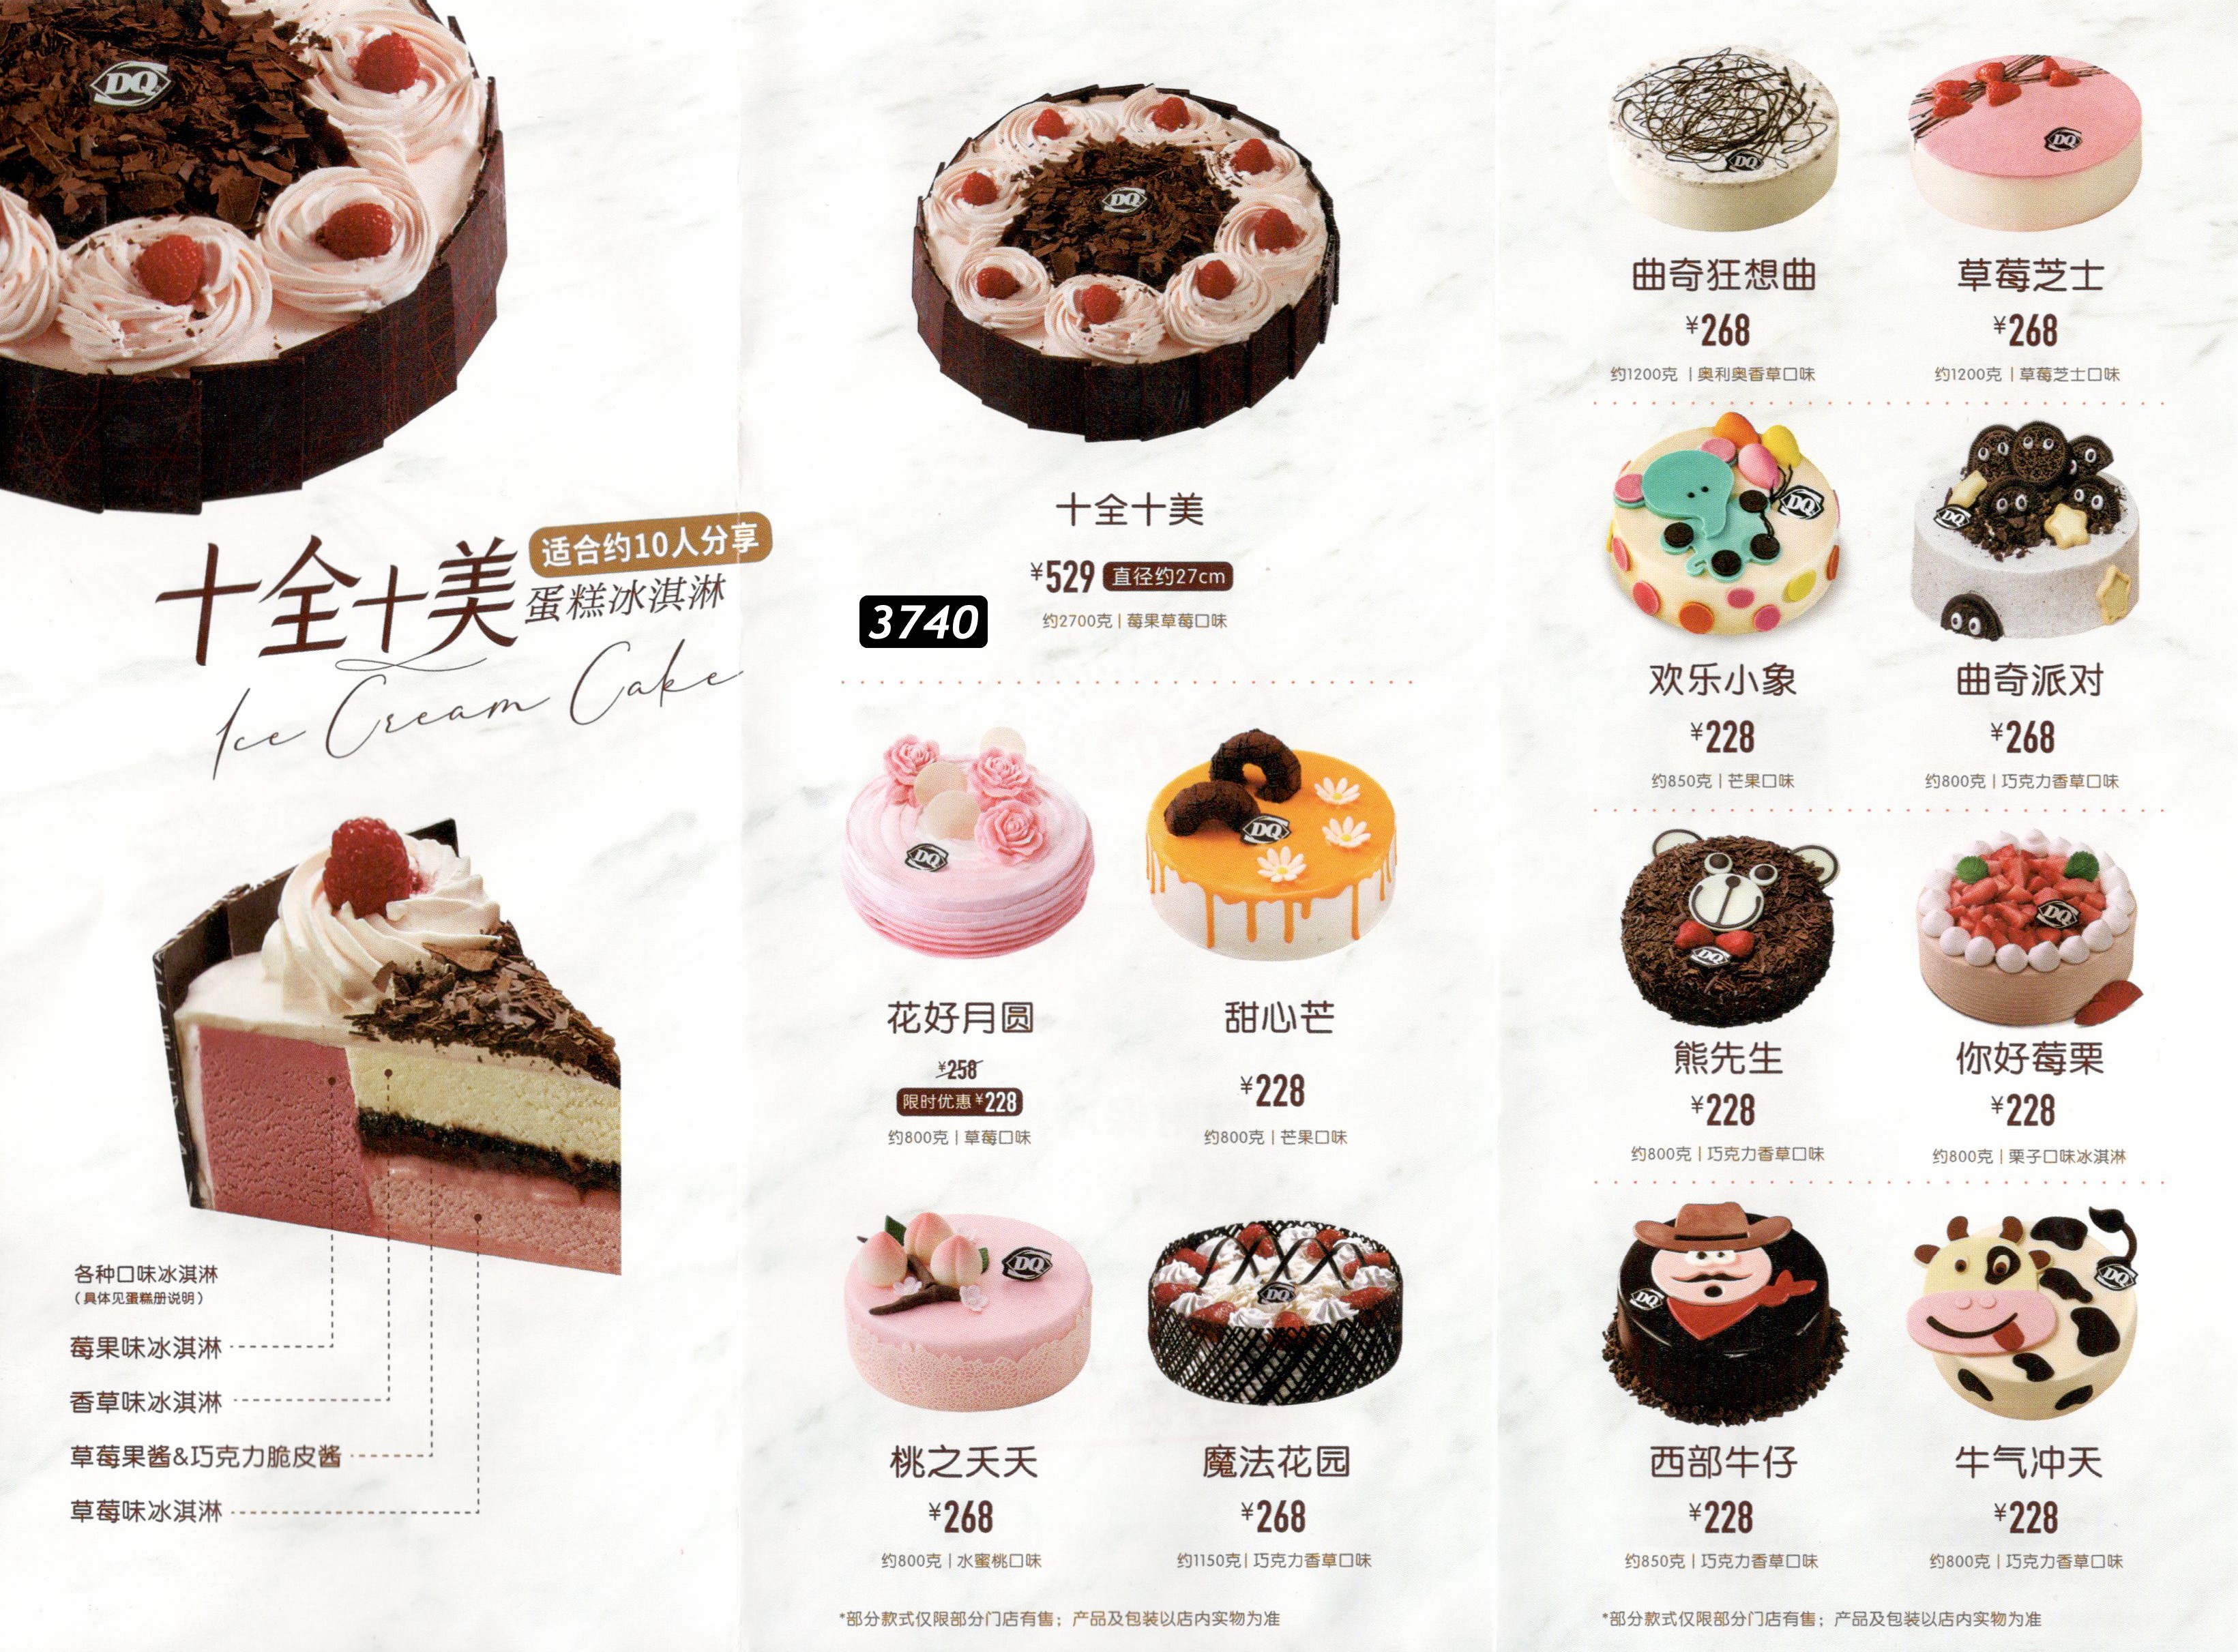 DQ
十全十美
适合约10人分享
蛋糕冰淇淋
Ice Cream Cake
各种口味冰淇淋
（具体见蛋糕册说明）
莓果味冰淇淋
香草味冰淇淋
草莓果酱&巧克力脆皮酱
草莓味冰淇淋
DQ
十全十美
¥529 直径约27cm
约2700克 | 莓果草莓口味
3740
DQ
花好月圆
¥258
限时优惠¥228
约800克 | 草莓口味
DQ
甜心芒
¥228
约800克 | 芒果口味
DQ
桃之夭夭
¥268
约800克 | 水蜜桃口味
DQ
魔法花园
¥268
约1150克 | 巧克力香草口味
*部分款式仅限部分门店有售；产品及包装以店内实物为准
DQ
曲奇狂想曲
¥268
约1200克 | 奥利奥香草口味
DQ
草莓芝士
¥268
约1200克 | 草莓芝士口味
DQ
欢乐小象
¥228
约850克 | 芒果口味
DQ
曲奇派对
¥268
约800克 | 巧克力香草口味
DQ
熊先生
¥228
约800克 | 巧克力香草口味
DQ
你好莓栗
¥228
约800克 | 栗子口味冰淇淋
DQ
西部牛仔
¥228
约850克 | 巧克力香草口味
DQ
牛气冲天
¥228
约800克 | 巧克力香草口味
*部分款式仅限部分门店有售；产品及包装以店内实物为准